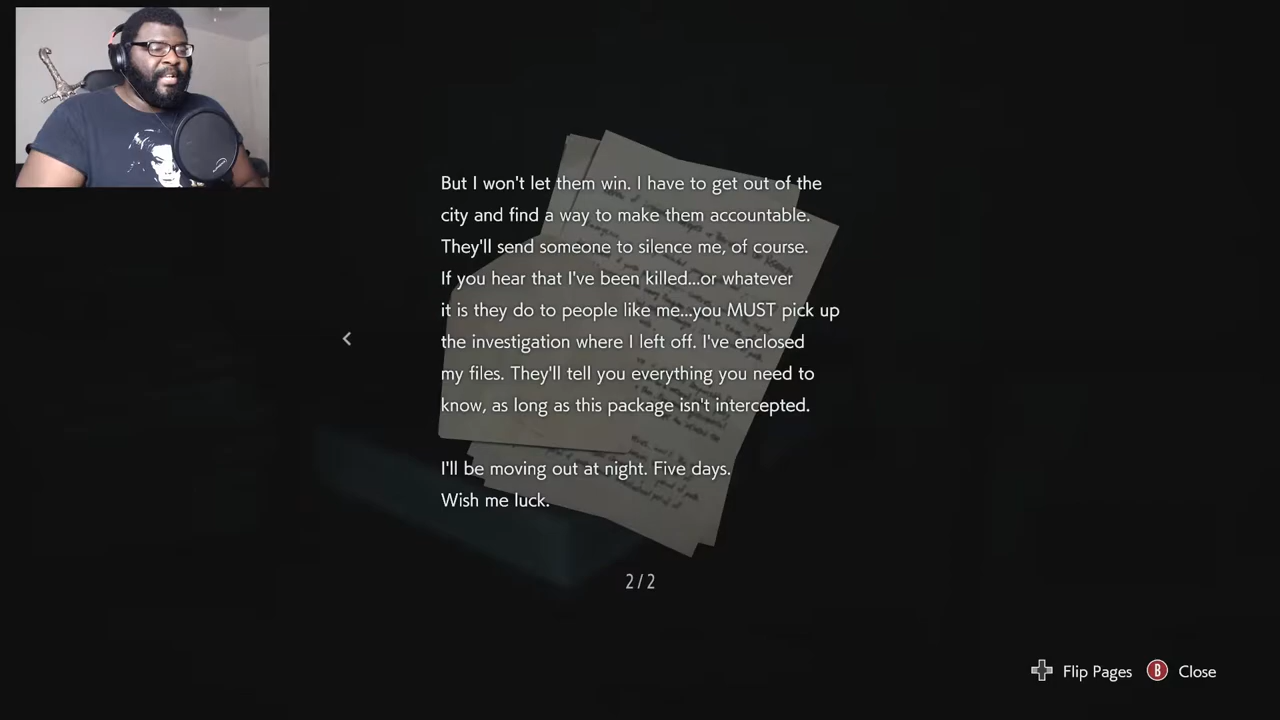 But I won't let them win. I have to get out of the
city and find a way to make them accountable.
They'll send someone to silence me, of course.
If you hear that I've been killed...or whatever
it is they do to people like me...you MUST pick up
the investigation where I left off. I've enclosed
my files. They'll tell you everything you need to
know, as long as this package isn't intercepted.
I'll be moving out at night. Five days.
Wish me luck.
2 / 2
Flip Pages B Close